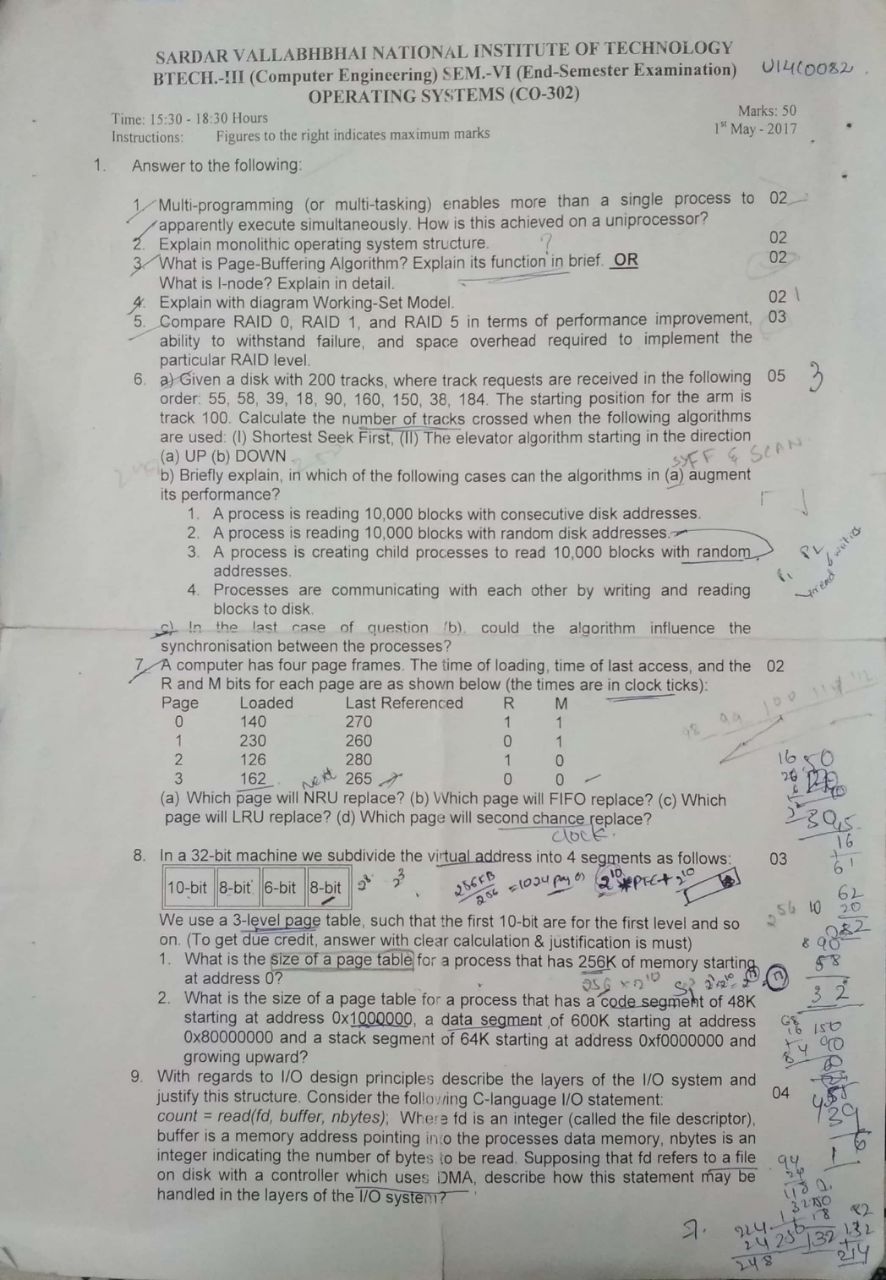 SARDAR VALLABHBHAI NATIONAL INSTITUTE OF TECHNOLOGY
BTECH.-III (Computer Engineering) SEM.-VI (End-Semester Examination) U14C0082
OPERATING SYSTEMS (CO-302)
Time: 15:30 - 18:30 Hours Marks: 50
Instructions: Figures to the right indicates maximum marks 1st May - 2017
1. Answer to the following:
1. Multi-programming (or multi-tasking) enables more than a single process to 02
apparently execute simultaneously. How is this achieved on a uniprocessor?
2. Explain monolithic operating system structure. ? 02
3. What is Page-Buffering Algorithm? Explain its function in brief. OR 02
What is I-node? Explain in detail.
4. Explain with diagram Working-Set Model. 02
5. Compare RAID 0, RAID 1, and RAID 5 in terms of performance improvement, 03
ability to withstand failure, and space overhead required to implement the
particular RAID level.
6. a) Given a disk with 200 tracks, where track requests are received in the following 05 3
order: 55, 58, 39, 18, 90, 160, 150, 38, 184. The starting position for the arm is
track 100. Calculate the number of tracks crossed when the following algorithms
are used: (I) Shortest Seek First, (II) The elevator algorithm starting in the direction
(a) UP (b) DOWN
b) Briefly explain, in which of the following cases can the algorithms in (a) augment
its performance?
1. A process is reading 10,000 blocks with consecutive disk addresses.
2. A process is reading 10,000 blocks with random disk addresses.
3. A process is creating child processes to read 10,000 blocks with random
addresses.
4. Processes are communicating with each other by writing and reading
blocks to disk.
c) In the last case of question (b), could the algorithm influence the
synchronisation between the processes?
7. A computer has four page frames. The time of loading, time of last access, and the 02
R and M bits for each page are as shown below (the times are in clock ticks):
Page Loaded Last Referenced R M
0 140 270 1 1
1 230 260 0 1
2 126 280 1 0
3 162 next 265 0 0
(a) Which page will NRU replace? (b) Which page will FIFO replace? (c) Which
page will LRU replace? (d) Which page will second chance replace?
clock.
8. In a 32-bit machine we subdivide the virtual address into 4 segments as follows: 03
10-bit 8-bit 6-bit 8-bit
We use a 3-level page table, such that the first 10-bit are for the first level and so
on. (To get due credit, answer with clear calculation & justification is must)
1. What is the size of a page table for a process that has 256K of memory starting
at address 0?
2. What is the size of a page table for a process that has a code segment of 48K
starting at address 0x1000000, a data segment of 600K starting at address
0x80000000 and a stack segment of 64K starting at address 0xf0000000 and
growing upward?
9. With regards to I/O design principles describe the layers of the I/O system and
justify this structure. Consider the following C-language I/O statement: 04
count = read(fd, buffer, nbytes); Where fd is an integer (called the file descriptor),
buffer is a memory address pointing into the processes data memory, nbytes is an
integer indicating the number of bytes to be read. Supposing that fd refers to a file
on disk with a controller which uses DMA, describe how this statement may be
handled in the layers of the I/O system?